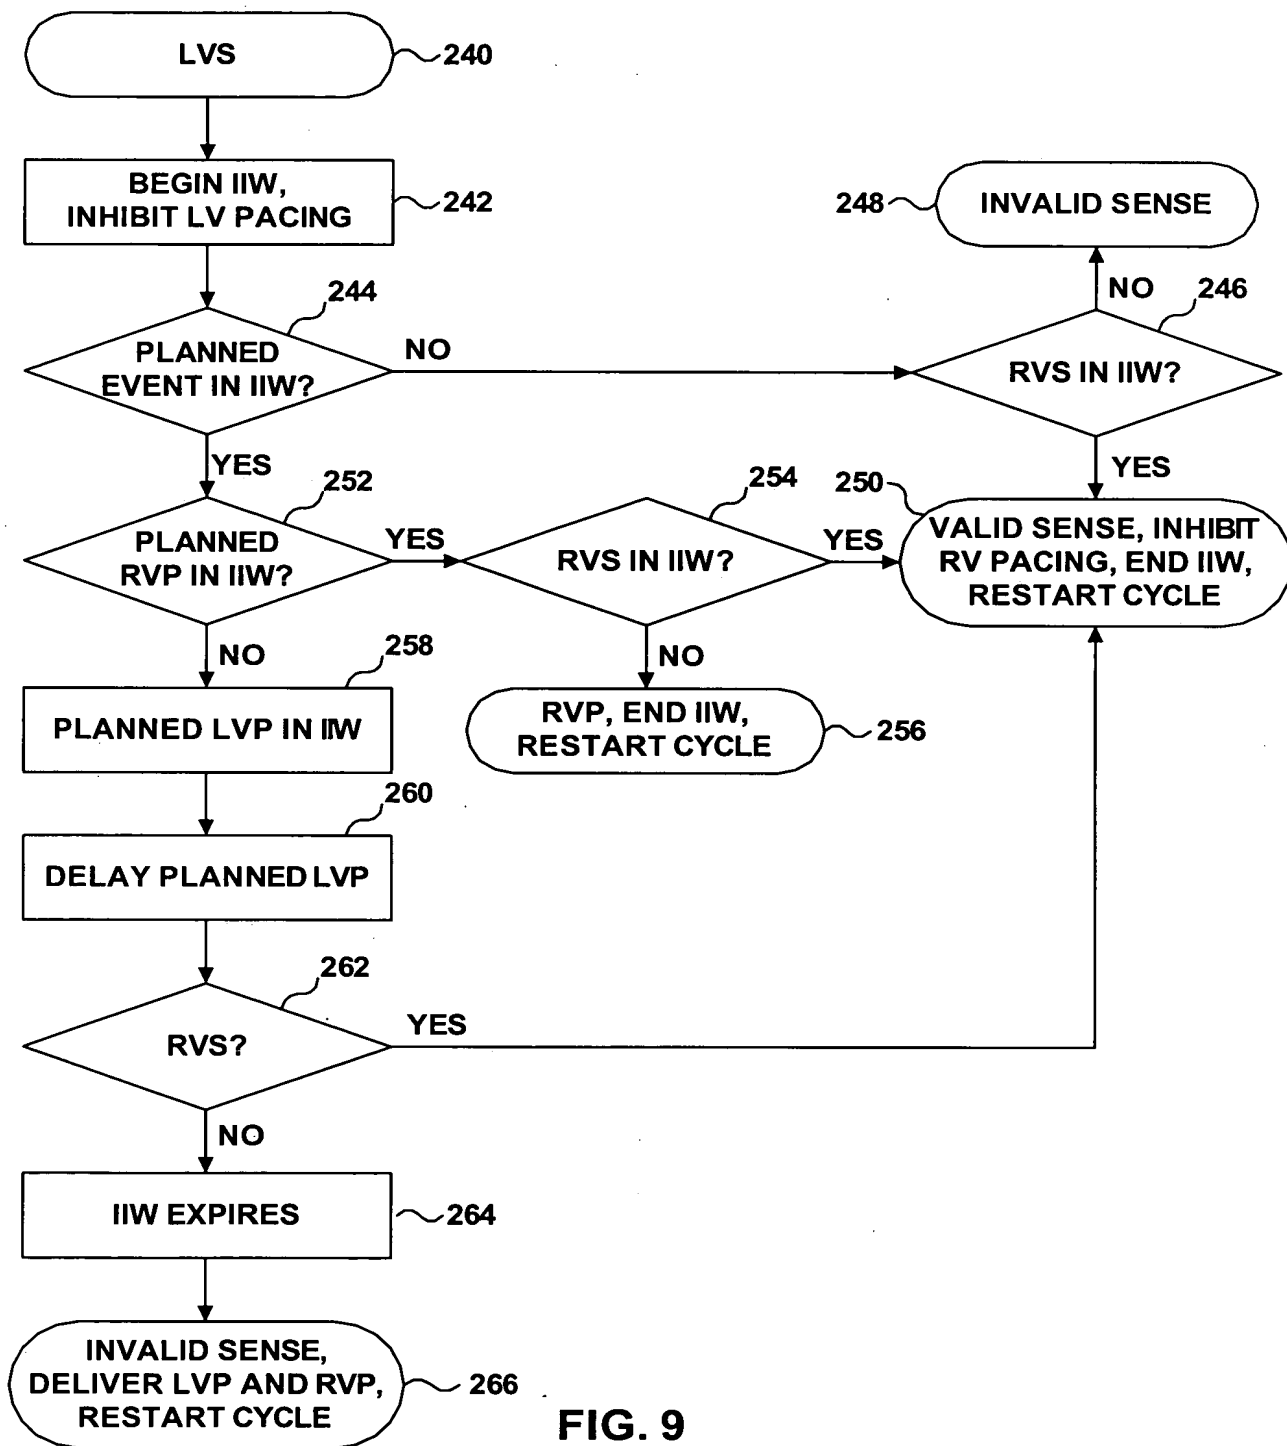 LVS
240
BEGIN IIW,
INHIBIT LV PACING
242
248
INVALID SENSE
244
NO
246
PLANNED
EVENT IN IIW?
NO
RVS IN IIW?
YES
252
254
250
YES
PLANNED
RVP IN IIW?
YES
RVS IN IIW?
YES
VALID SENSE, INHIBIT
RV PACING, END IIW,
RESTART CYCLE
NO
258
NO
PLANNED LVP IN IIW
RVP, END IIW,
RESTART CYCLE
256
260
DELAY PLANNED LVP
262
RVS?
YES
NO
IIW EXPIRES
264
INVALID SENSE,
DELIVER LVP AND RVP,
RESTART CYCLE
266
FIG. 9